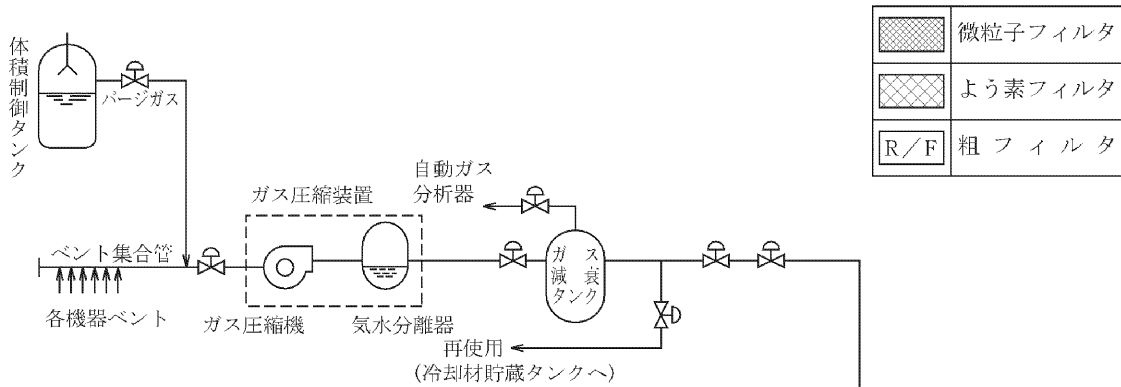 体積制御タンク
パージガス
ベント集合管
各機器ベント
ガス圧縮装置
ガス圧縮機
気水分離器
自動ガス
分析器
ガス
減衰
タンク
再使用
(冷却材貯蔵タンクへ)
微粒子フィルタ
よう素フィルタ
R/F 粗フィルタ